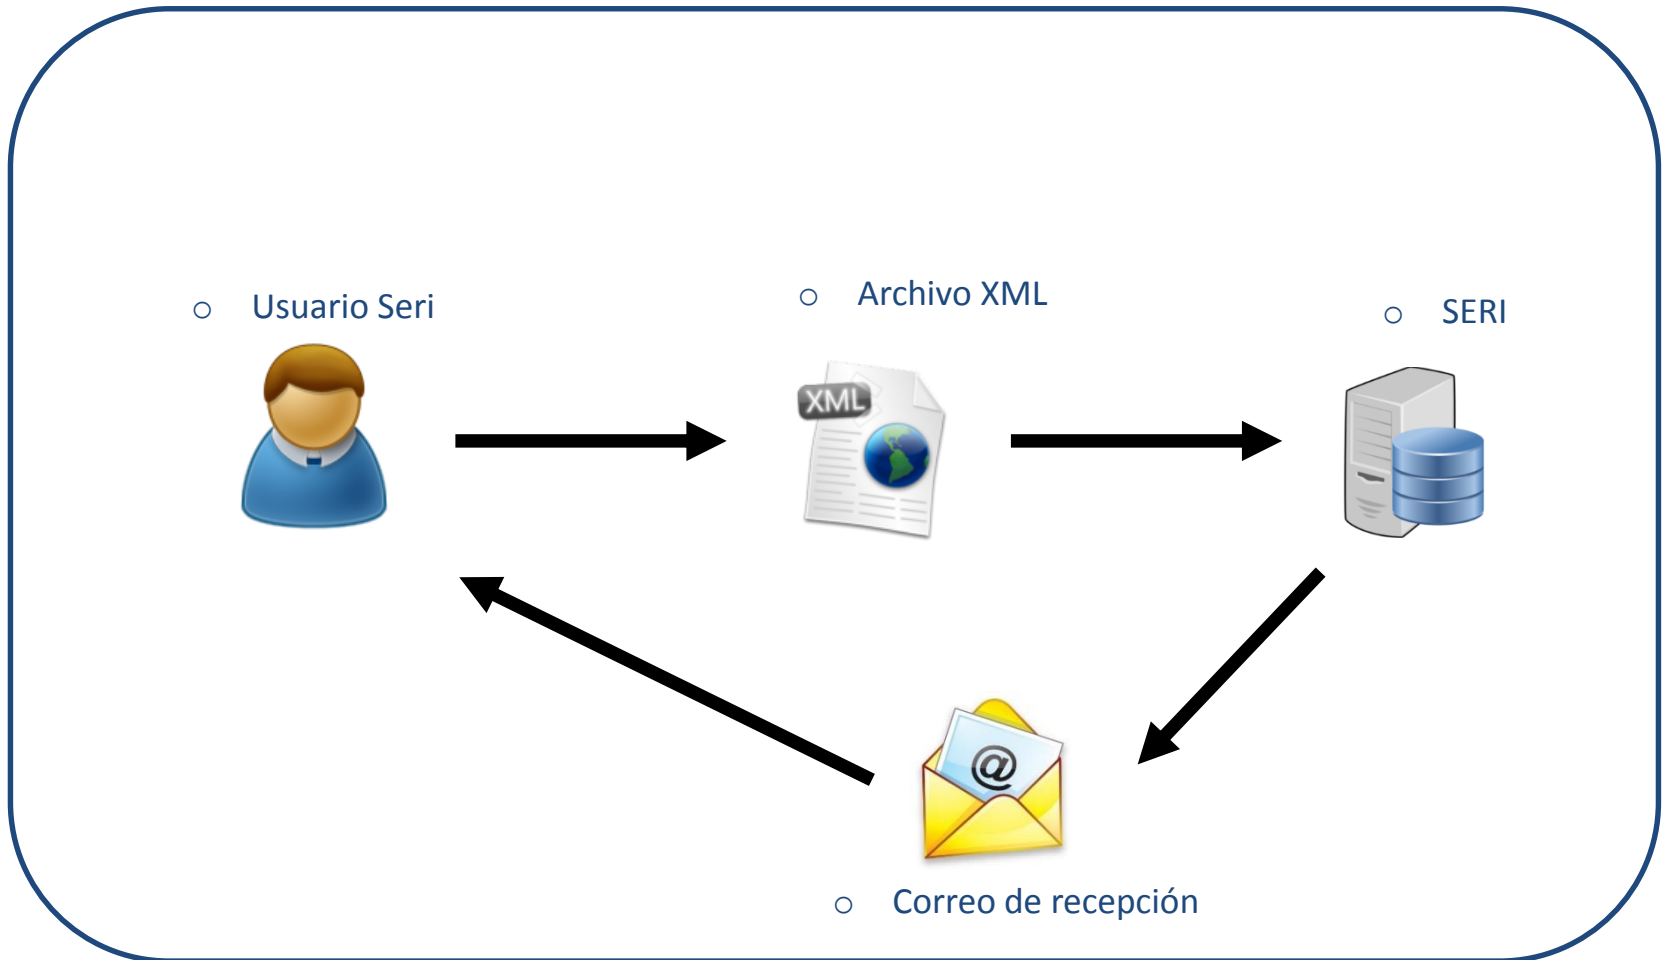 ○ Usuario Seri
○ Archivo XML
○ SERI
XML
@
○ Correo de recepción